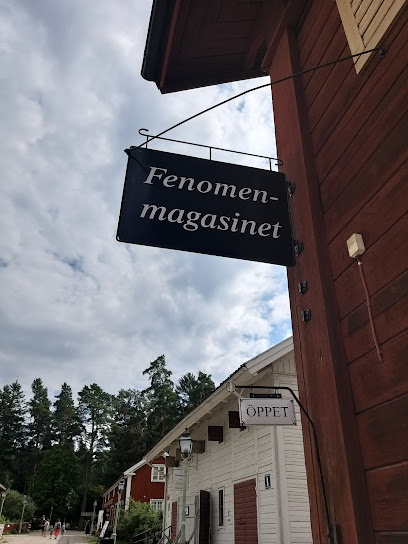 Fenomen-
magasinet
ÖPPET